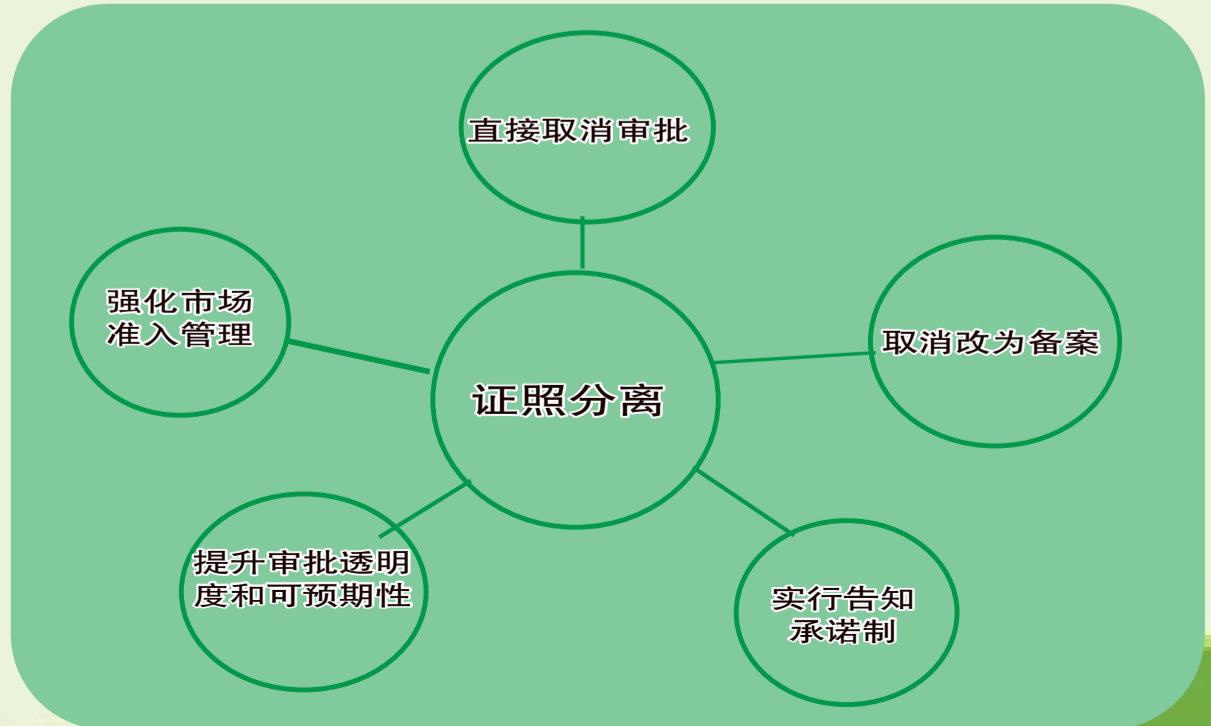 直接取消审批
强化市场
准入管理
取消改为备案
证照分离
提升审批透明
度和可预期性
实行告知
承诺制